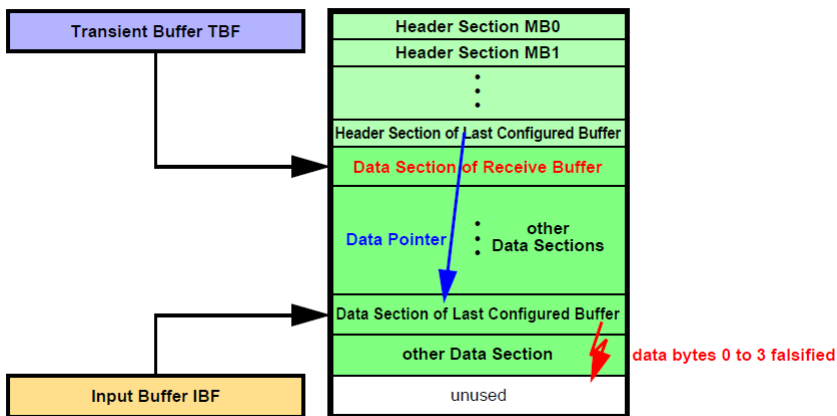 Transient Buffer TBF
Header Section MB0
Header Section MB1
Header Section of Last Configured Buffer
Data Section of Receive Buffer
Data Pointer
other
Data Sections
Data Section of Last Configured Buffer
other Data Section
data bytes 0 to 3 falsified
Input Buffer IBF
unused